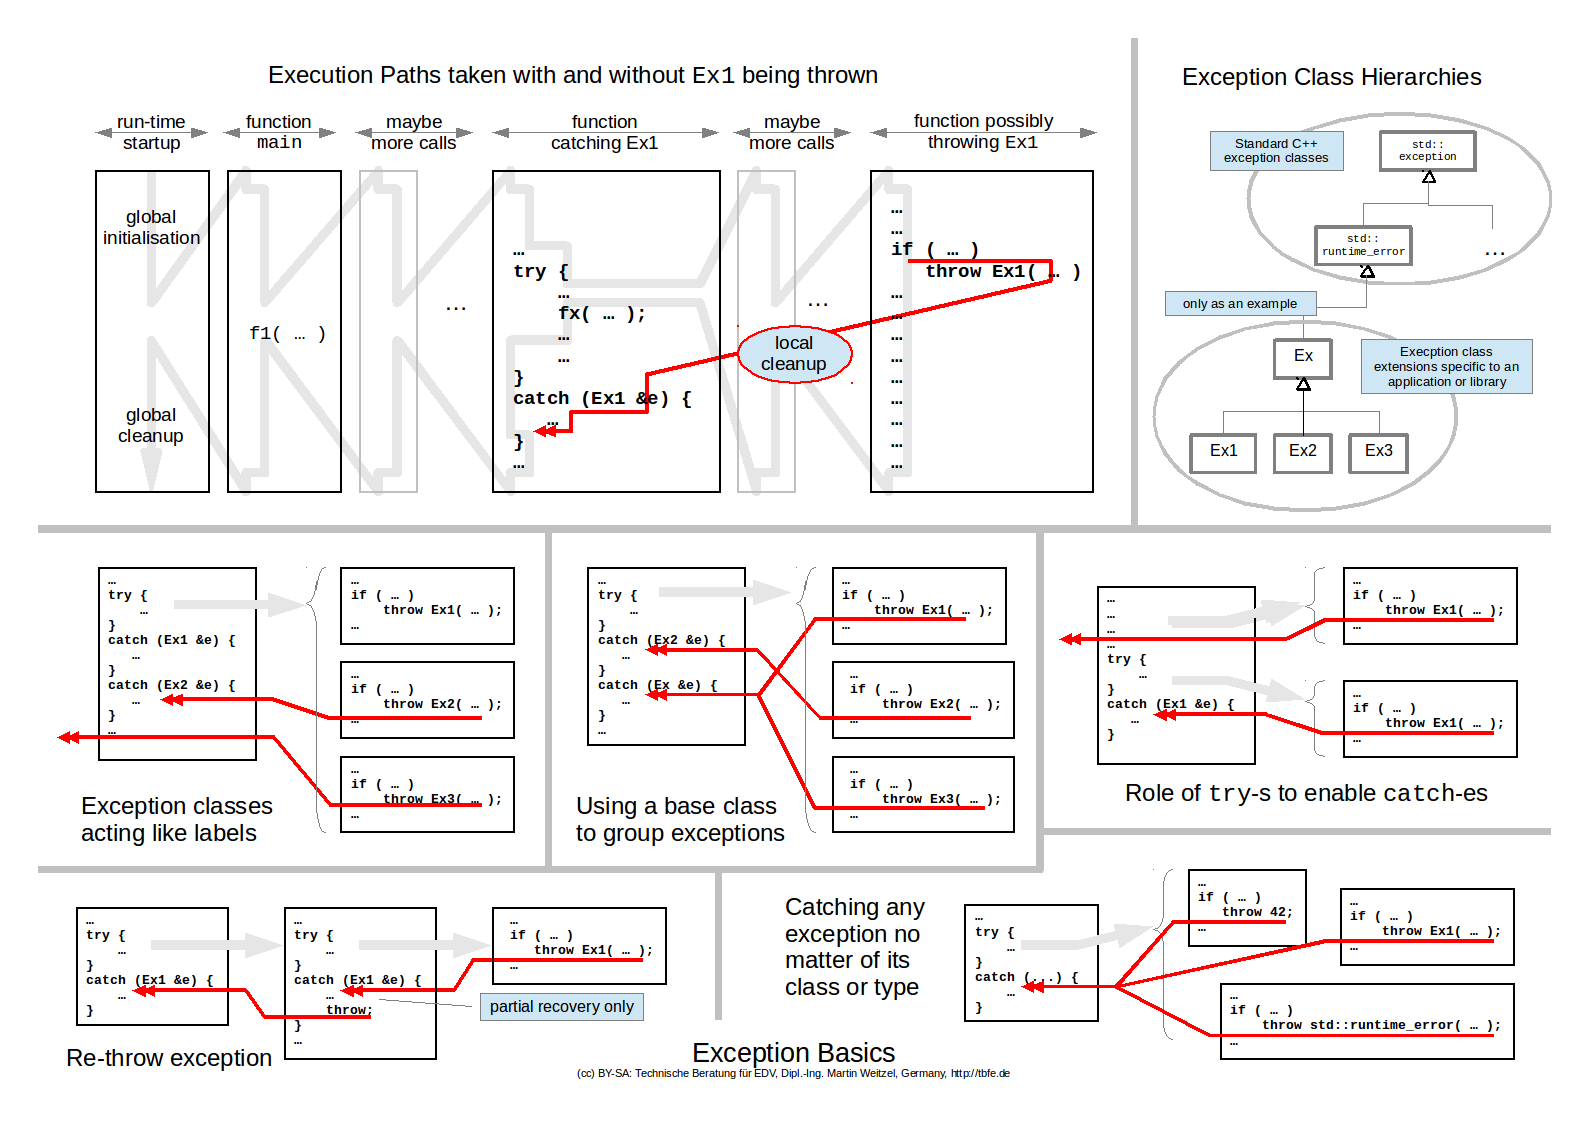 Execution Paths taken with and without Ex1 being thrown
run-time
startup
function
main
maybe
more calls
function
catching Ex1
maybe
more calls
function possibly
throwing Ex1
global
initialisation
global
cleanup
f1( … )
...
…
try {
…
fx( … );
…
…
}
catch (Ex1 &e) {
…
}
…
...
local
cleanup
…
…
if ( … )
throw Ex1( … )
…
…
…
…
…
…
…
…
…
Exception Class Hierarchies
Standard C++
exception classes
std::
exception
std::
runtime_error
...
only as an example
Ex
Execption class
extensions specific to an
application or library
Ex1
Ex2
Ex3
…
try {
…
}
catch (Ex1 &e) {
…
}
catch (Ex2 &e) {
…
}
…
…
if ( … )
throw Ex1( … );
…
…
if ( … )
throw Ex2( … );
…
…
if ( … )
throw Ex3( … );
…
Exception classes
acting like labels
…
try {
…
}
catch (Ex2 &e) {
…
}
catch (Ex &e) {
…
}
…
…
if ( … )
throw Ex1( … );
…
…
if ( … )
throw Ex2( … );
…
…
if ( … )
throw Ex3( … );
…
Using a base class
to group exceptions
…
…
…
…
try {
…
}
catch (Ex1 &e) {
…
}
…
if ( … )
throw Ex1( … );
…
…
if ( … )
throw Ex1( … );
…
Role of try-s to enable catch-es
…
try {
…
}
catch (Ex1 &e) {
…
}
…
try {
…
}
catch (Ex1 &e) {
…
throw;
}
…
…
if ( … )
throw Ex1( … );
…
partial recovery only
Re-throw exception
Catching any
exception no
matter of its
class or type
…
try {
…
}
catch (...) {
…
}
…
if ( … )
throw 42;
…
…
if ( … )
throw Ex1( … );
…
…
if ( … )
throw std::runtime_error( … );
…
Exception Basics
(cc) BY-SA: Technische Beratung für EDV, Dipl.-Ing. Martin Weitzel, Germany, http://tbfe.de